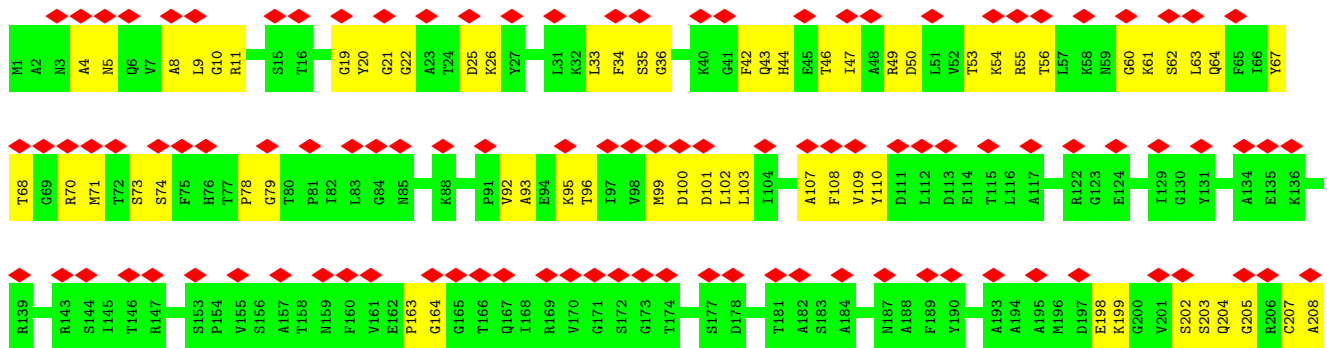 M1 A2 N3 A4 N5 Q6 V7 A8 L9 G10 R11 S15 T16 G19 Y20 G21 G22 A23 T24 D25 K26 Y27 L31 K32 L33 F34 S35 G36 K40 G41 F42 Q43 H44 E45 T46 I47 A48 R49 D50 L51 V52 T53 K54 R55 T56 L57 K58 N59 G60 K61 S62 L63 Q64 F65 I66 Y67
T68 G69 R70 M71 T72 S73 S74 F75 H76 T77 P78 G79 T80 P81 I82 L83 G84 N85 K88 P91 V92 A93 E94 K95 T96 I97 V98 M99 D100 D101 L102 L103 I104 A107 F108 V109 Y110 D111 L112 D113 E114 T115 L116 A117 R122 G123 E124 I129 G130 Y131 A134 E135 K136
R139 R143 S144 I145 T146 R147 S153 P154 V155 S156 A157 T158 N159 F160 V161 E162 P163 G164 G165 T166 Q167 I168 R169 V170 G171 S172 G173 T174 S177 D178 T181 A182 S183 A184 N187 A188 F189 Y190 A193 A194 A195 M196 D197 E198 K199 G200 V201 S202 S203 Q204 G205 R206 C207 A208